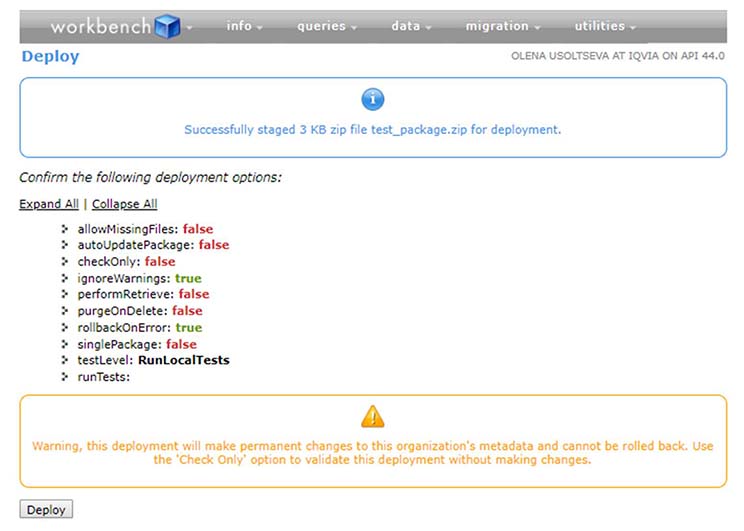 workbench info queries data migration utilities
Deploy OLENA USOLTSEVA AT IQVIA ON API 44.0
Successfully staged 3 KB zip file test_package.zip for deployment.
Confirm the following deployment options:
Expand All | Collapse All
allowMissingFiles: false
autoUpdatePackage: false
checkOnly: false
ignoreWarnings: true
performRetrieve: false
purgeOnDelete: false
rollbackOnError: true
singlePackage: false
testLevel: RunLocalTests
runTests:
Warning, this deployment will make permanent changes to this organization's metadata and cannot be rolled back. Use
the 'Check Only' option to validate this deployment without making changes.
Deploy